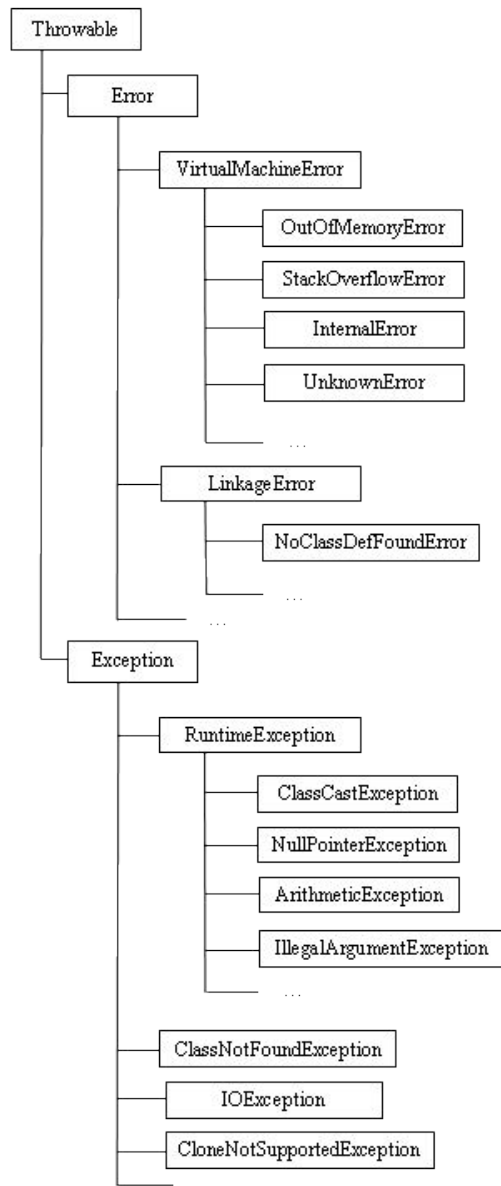 Throwable
Error
VirtualMachineError
OutOfMemoryError
StackOverflowError
InternalError
UnknownError
...
LinkageError
NoClassDefFoundError
...
...
Exception
RuntimeException
ClassCastException
NullPointerException
ArithmeticException
IllegalArgumentException
...
ClassNotFoundException
IOException
CloneNotSupportedException